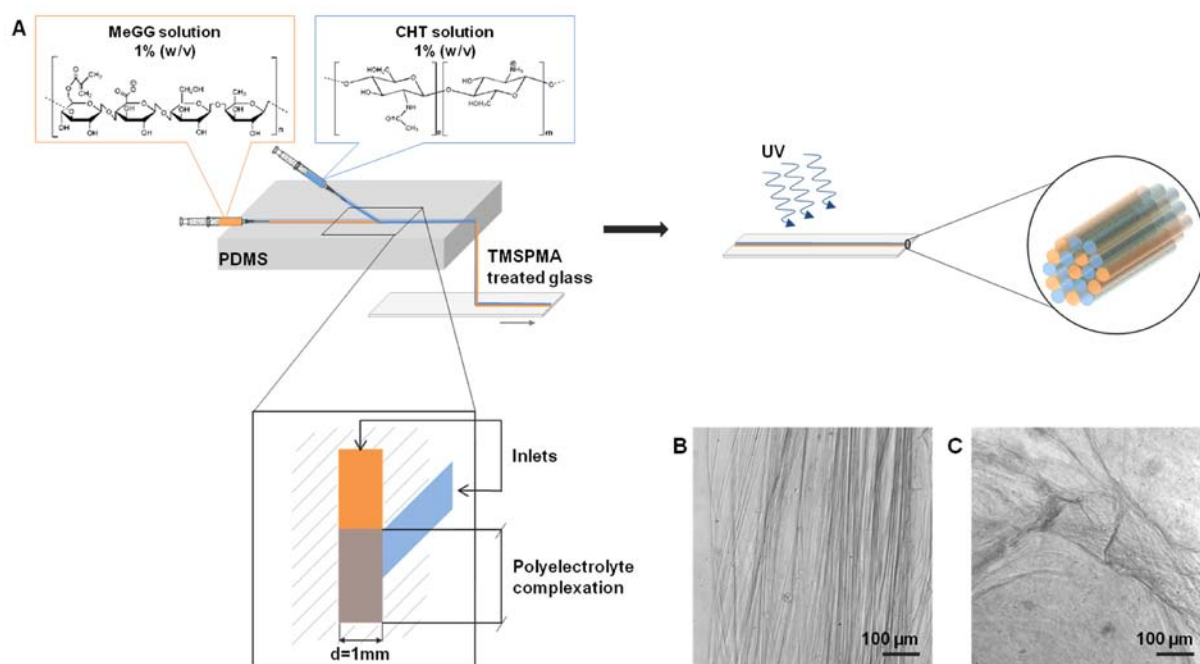 A
MeGG solution
1% (w/v)
CHT solution
1% (w/v)
UV
PDMS
TMSPMA
treated glass
Inlets
Polyelectrolyte
complexation
d=1mm
B
100 µm
C
100 µm